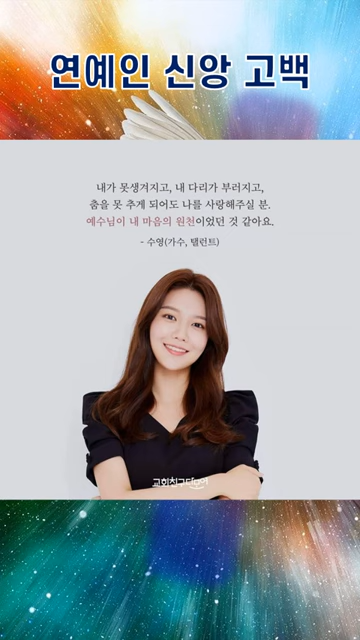 연예인 신앙 고백
내가 못생겨지고, 내 다리가 부러지고,
춤을 못 추게 되어도 나를 사랑해주실 분.
예수님이 내 마음의 원천이었던 것 같아요.
- 수영(가수, 탤런트)
교회친구다모여